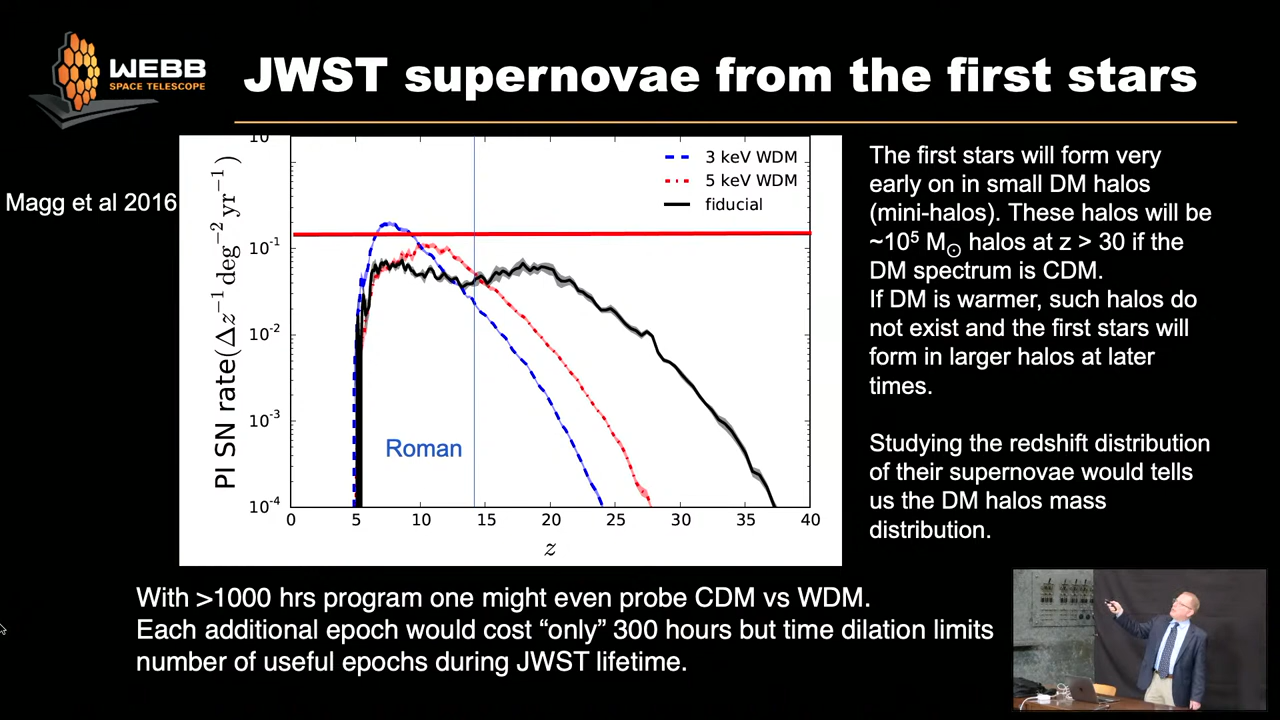 WEBB
SPACE TELESCOPE
JWST supernovae from the first stars
Magg et al 2016
10
10⁻¹
10⁻²
10⁻³
10⁻⁴
PI SN rate(Δz⁻¹ deg⁻² yr⁻¹)
3 keV WDM
5 keV WDM
fiducial
Roman
0 5 10 15 20 25 30 35 40
z
The first stars will form very
early on in small DM halos
(mini-halos). These halos will be
~10⁵ M☉ halos at z > 30 if the
DM spectrum is CDM.
If DM is warmer, such halos do
not exist and the first stars will
form in larger halos at later
times.
Studying the redshift distribution
of their supernovae would tells
us the DM halos mass
distribution.
With >1000 hrs program one might even probe CDM vs WDM.
Each additional epoch would cost “only” 300 hours but time dilation limits
number of useful epochs during JWST lifetime.